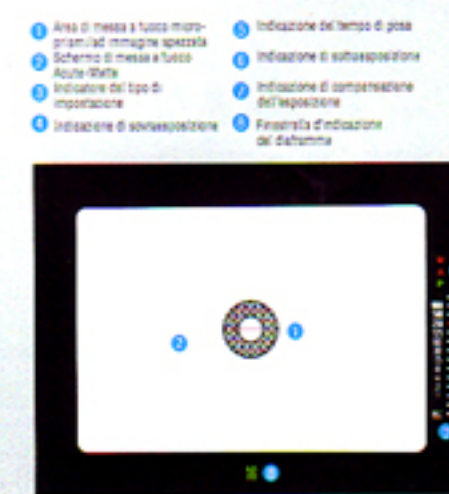 1 Area di messa a fuoco micro-
prismi/ad immagine spezzata
2 Schermo di messa a fuoco
Acute-Matte
3 Indicatore del tipo di
impostazione
4 Indicazione di sovraesposizione
5 Indicazione del tempo di posa
6 Indicazione di sottoesposizione
7 Indicazione di compensazione
dell'esposizione
8 Finestrella d'indicazione
del diaframma
2
1